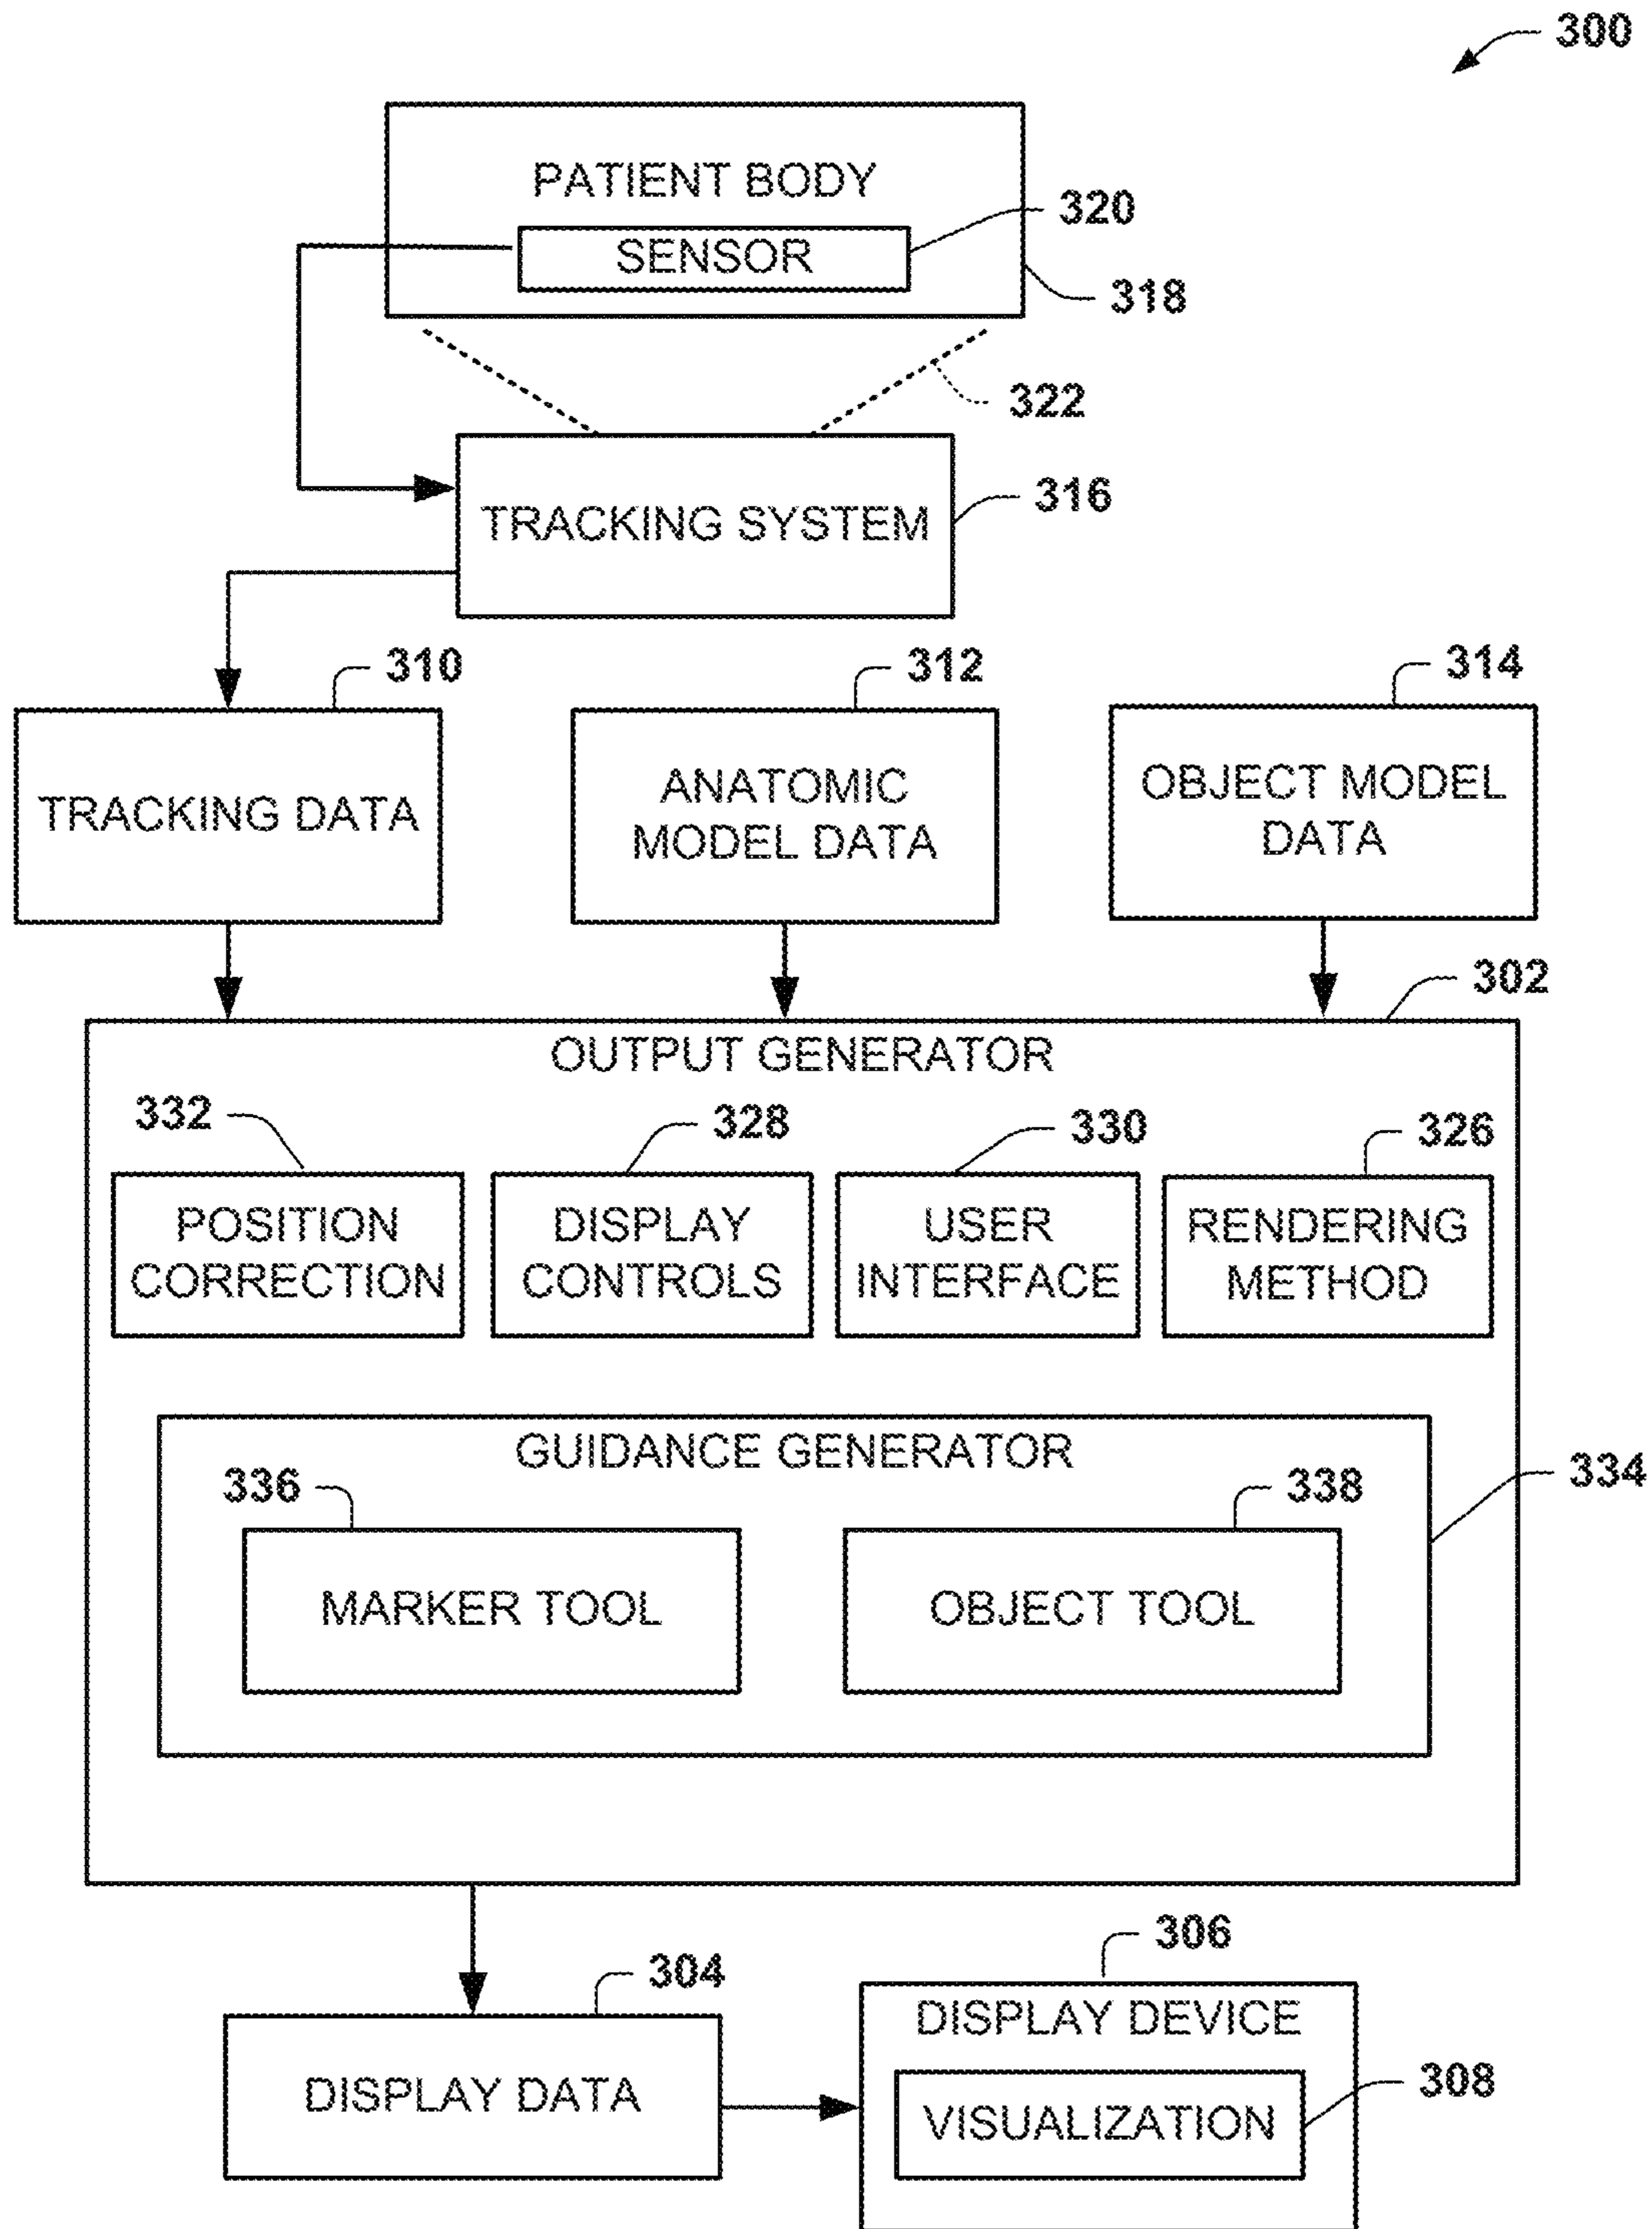 300
PATIENT BODY
320
SENSOR
318
322
316
TRACKING SYSTEM
310
312
314
TRACKING DATA
ANATOMIC
MODEL DATA
OBJECT MODEL
DATA
302
OUTPUT GENERATOR
332
328
330
326
POSITION
CORRECTION
DISPLAY
CONTROLS
USER
INTERFACE
RENDERING
METHOD
GUIDANCE GENERATOR
334
336
338
MARKER TOOL
OBJECT TOOL
304
306
DISPLAY DATA
DISPLAY DEVICE
308
VISUALIZATION